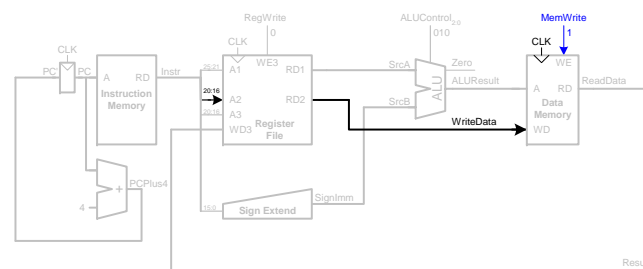 RegWrite
0
ALUControl2:0
010
MemWrite
1
CLK
CLK
CLK
PC'
PC
A
RD
Instr
Instruction
Memory
25:21
A1
WE3
RD1
SrcA
Zero
ALUResult
ALU
WE
A
RD
ReadData
Data
Memory
WD
20:16
A2
RD2
SrcB
WriteData
20:16
A3
WD3
Register
File
PCPlus4
+
4
15:0
SignImm
Sign Extend
Resu